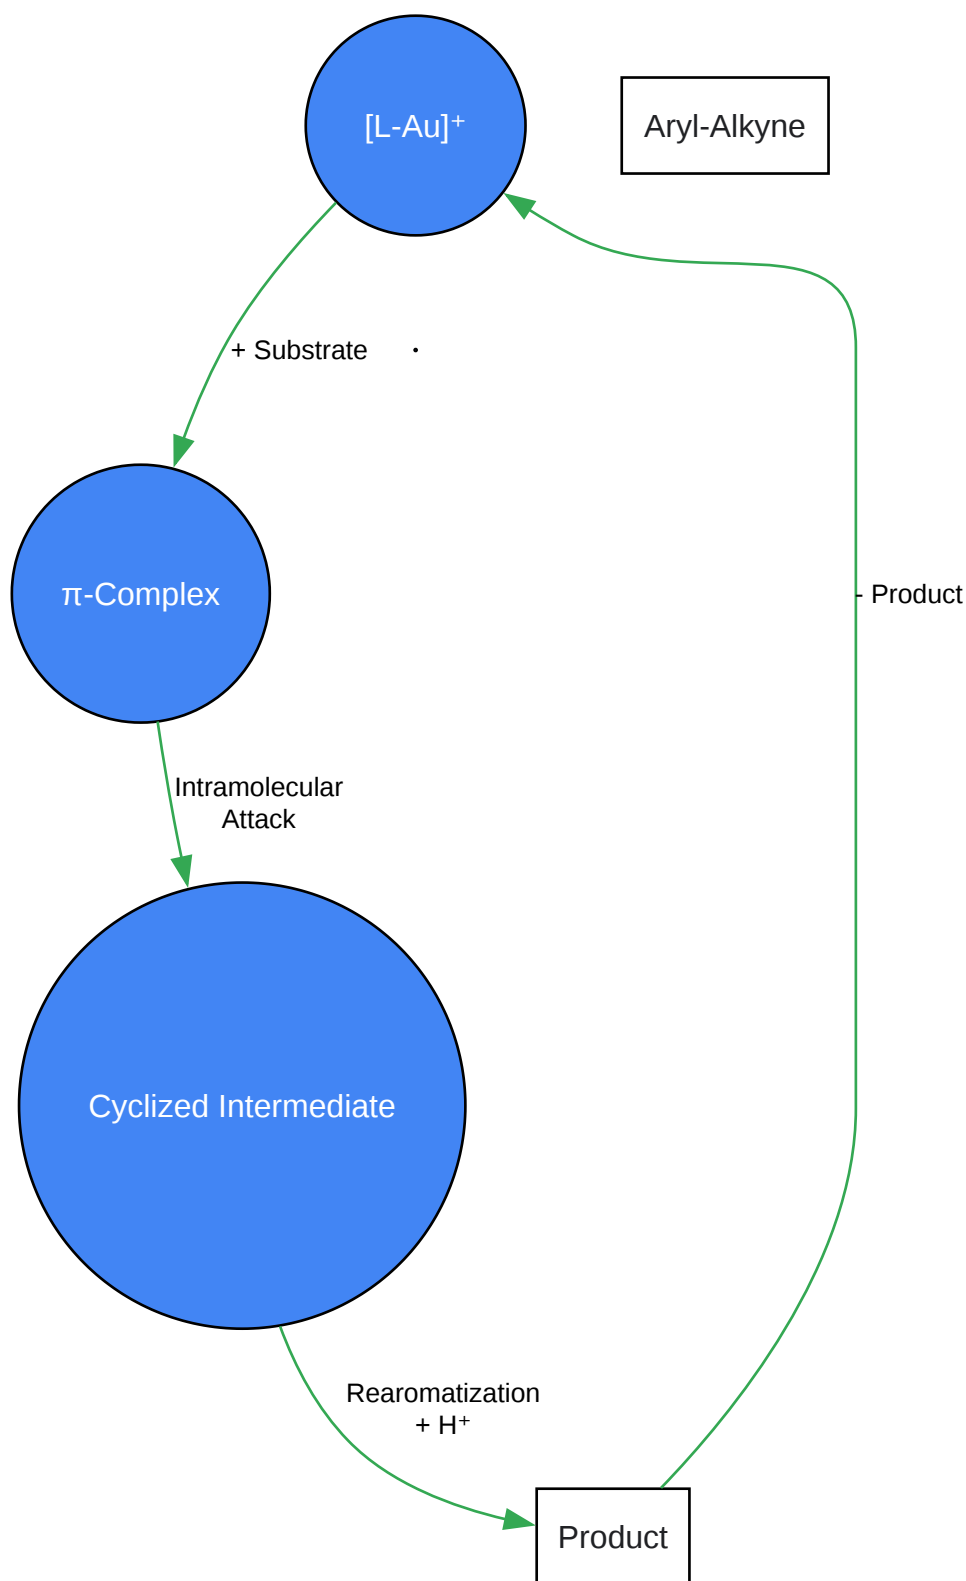 [L-Au]⁺
Aryl-Alkyne
+ Substrate
π-Complex
- Product
Intramolecular
Attack
Cyclized Intermediate
Rearomatization
+ H⁺
Product